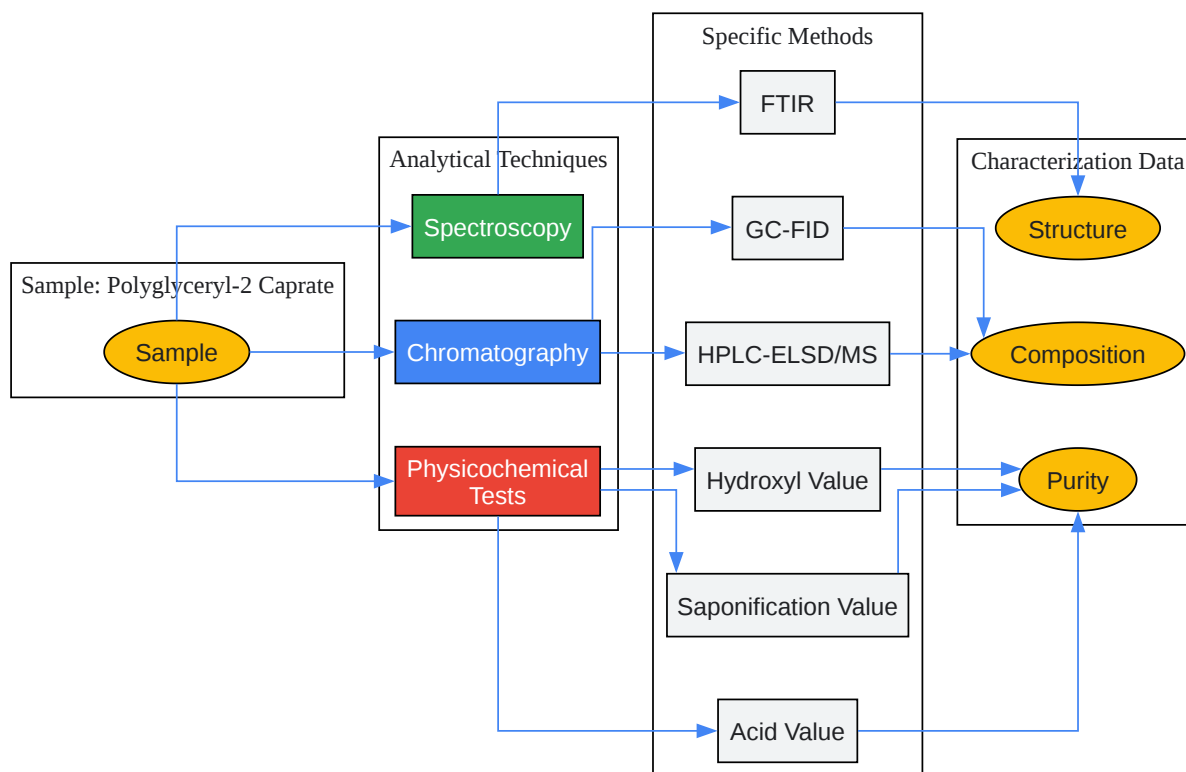 Specific Methods
FTIR
Analytical Techniques
Characterization Data
Spectroscopy
GC-FID
Structure
Sample: Polyglyceryl-2 Caprate
Sample
Chromatography
HPLC-ELSD/MS
Composition
Physicochemical
Tests
Hydroxyl Value
Purity
Saponification Value
Acid Value